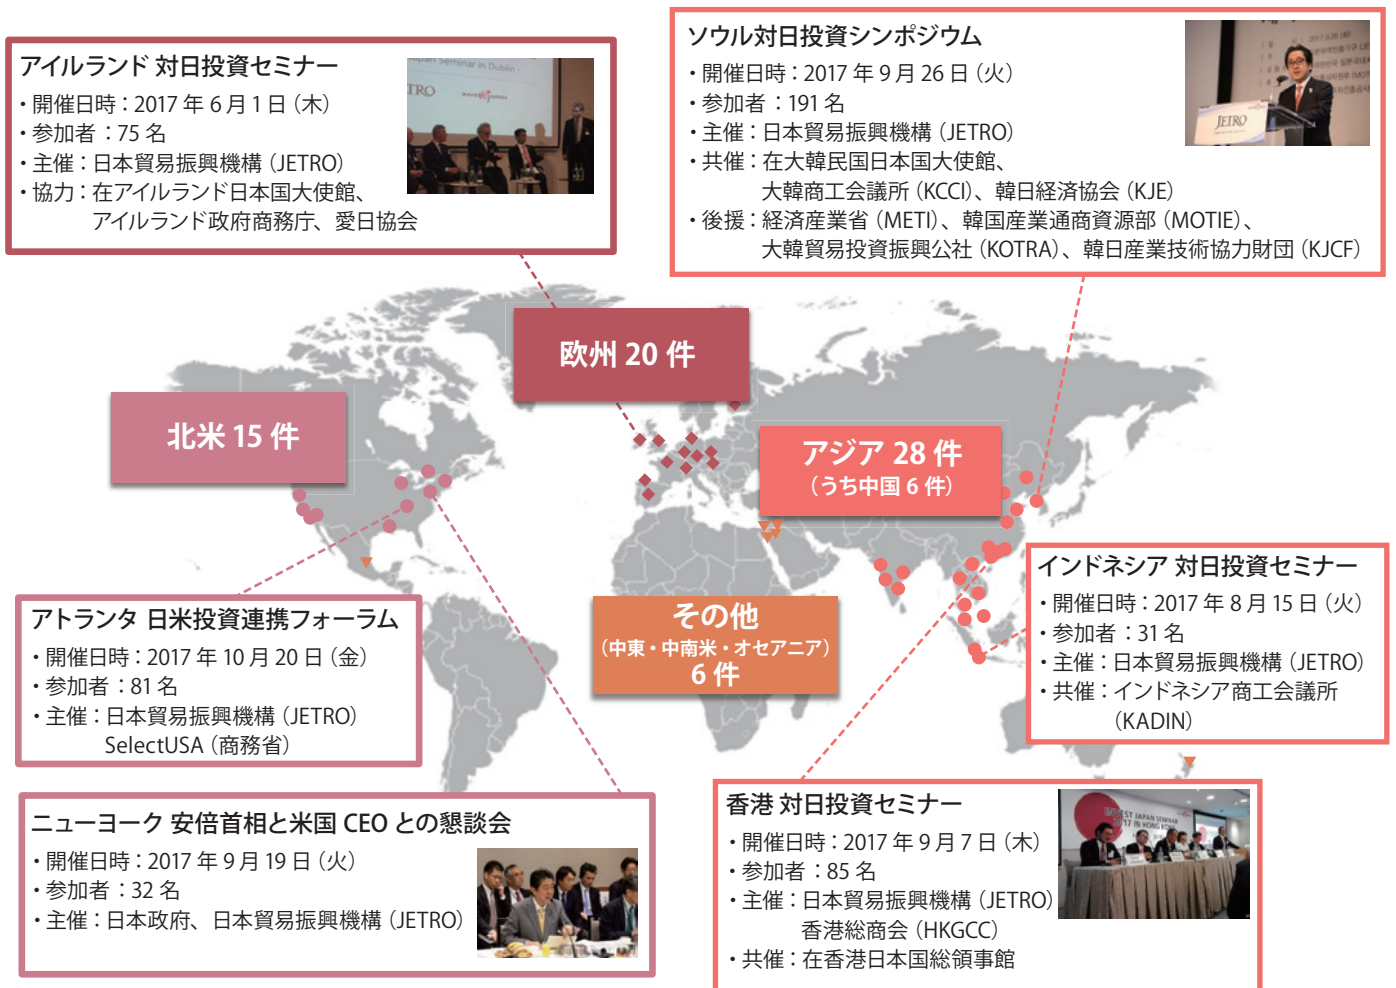 アイルランド 対日投資セミナー
・開催日時：2017 年 6 月 1 日（木）
・参加者 ：75 名
・主催：日本貿易振興機構（JETRO）
・協力：在アイルランド日本国大使館、
アイルランド政府商務庁、愛日協会
Japan Seminar in Dublin -
ソウル対日投資シンポジウム
・開催日時：2017 年 9 月 26 日（火）
・参加者 ：191 名
・主催：日本貿易振興機構（JETRO）
・共催：在大韓民国日本国大使館、
大韓商工会議所（KCCI）、韓日経済協会（KJE）
・後援：経済産業省（METI）、韓国産業通商資源部（MOTIE）、
大韓貿易投資振興公社（KOTRA）、韓日産業技術協力財団（KJCF）
JETRO
欧州 20 件
北米 15 件
アジア 28 件
（うち中国 6 件）
その他
（中東・中南米・オセアニア）
6 件
インドネシア 対日投資セミナー
・開催日時：2017 年 8 月 15 日（火）
・参加者 ：31 名
・主催：日本貿易振興機構（JETRO）
・共催：インドネシア商工会議所
（KADIN）
アトランタ 日米投資連携フォーラム
・開催日時：2017 年 10 月 20 日（金）
・参加者 ：81 名
・主催：日本貿易振興機構（JETRO）
SelectUSA（商務省）
ニューヨーク 安倍首相と米国 CEO との懇談会
・開催日時：2017 年 9 月 19 日（火）
・参加者 ：32 名
・主催：日本政府、日本貿易振興機構（JETRO）
香港 対日投資セミナー
・開催日時：2017 年 9 月 7 日（木）
・参加者 ：85 名
・主催：日本貿易振興機構（JETRO）
香港総商会（HKGCC）
・共催：在香港日本国総領事館
INVEST JAPAN SEMINAR
2017 IN HONG KONG